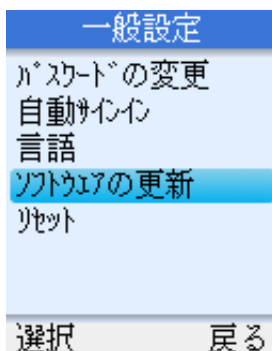 一般設定
ﾊﾟｽﾜｰﾄﾞの変更
自動ｻｲﾝｲﾝ
言語
ｿﾌﾄｳｪｱの更新
ﾘｾｯﾄ
選択 戻る